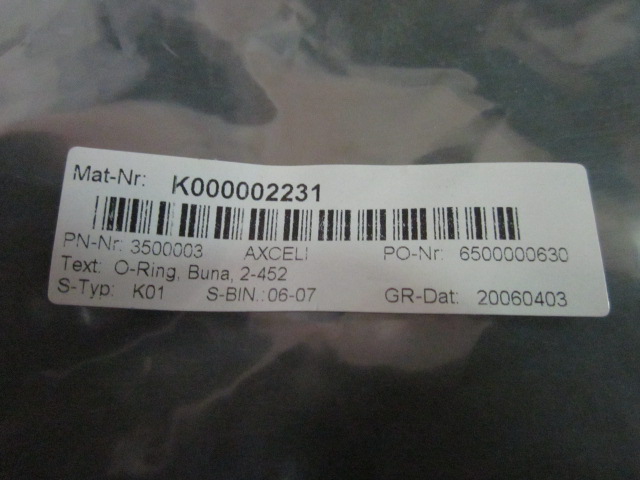 Mat-Nr: K000002231
PN-Nr: 3500003 AXCELI PO-Nr: 6500000630
Text: O-Ring, Buna, 2-452
S-Typ: K01 S-BIN.: 06-07 GR-Dat: 20060403